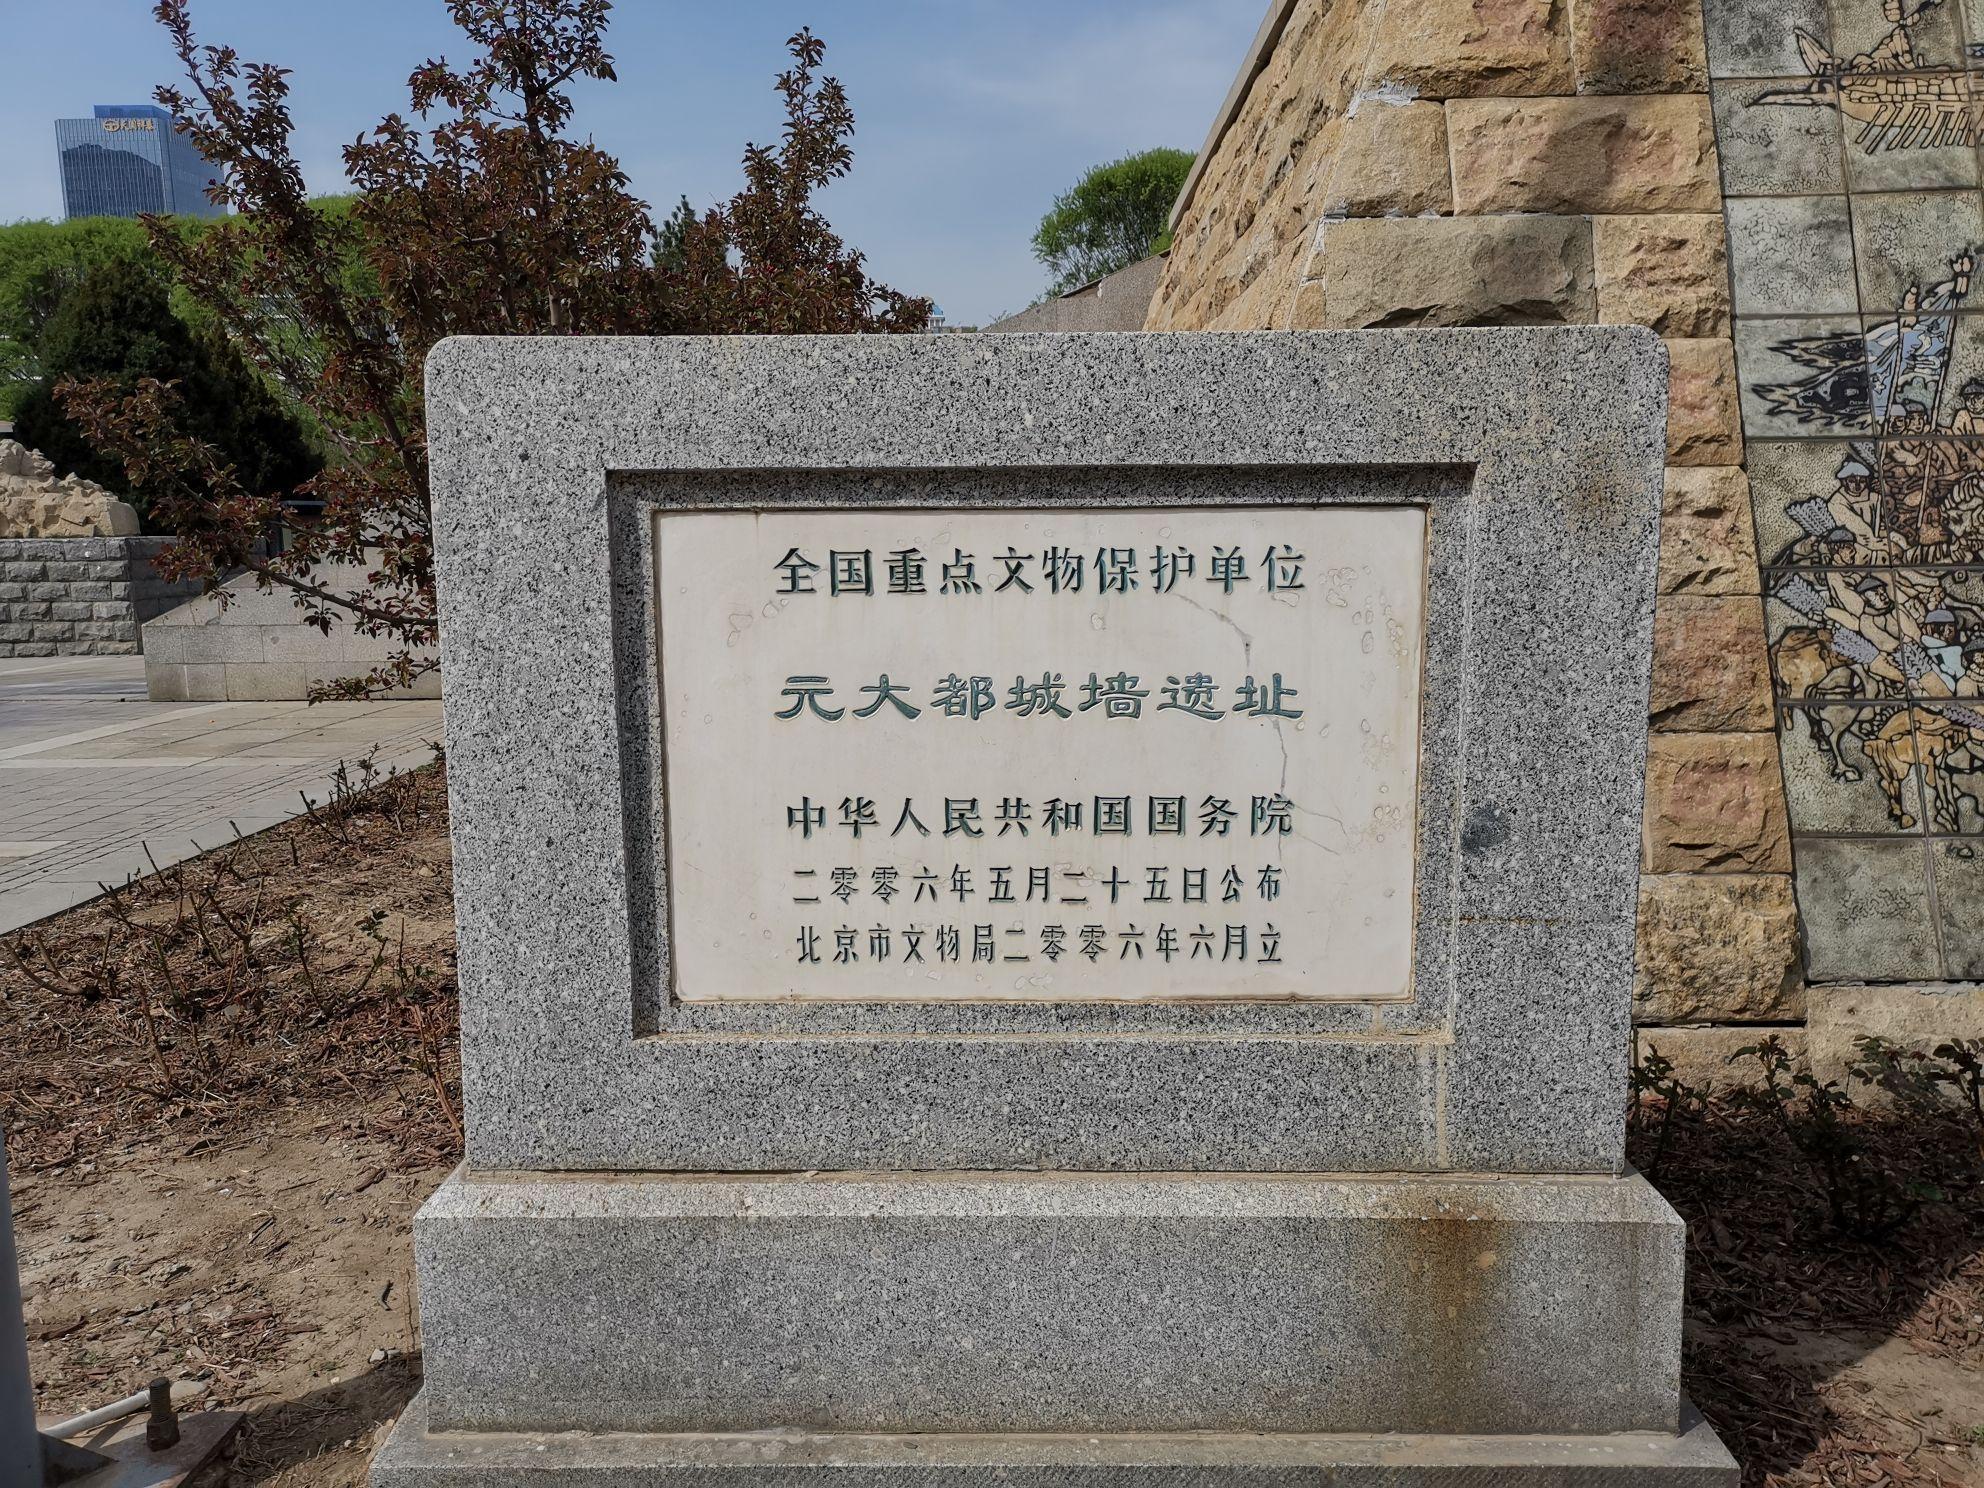 全国重点文物保护单位
元大都城墙遗址
中华人民共和国国务院
二零零六年五月二十五日公布
北京市文物局二零零六年六月立